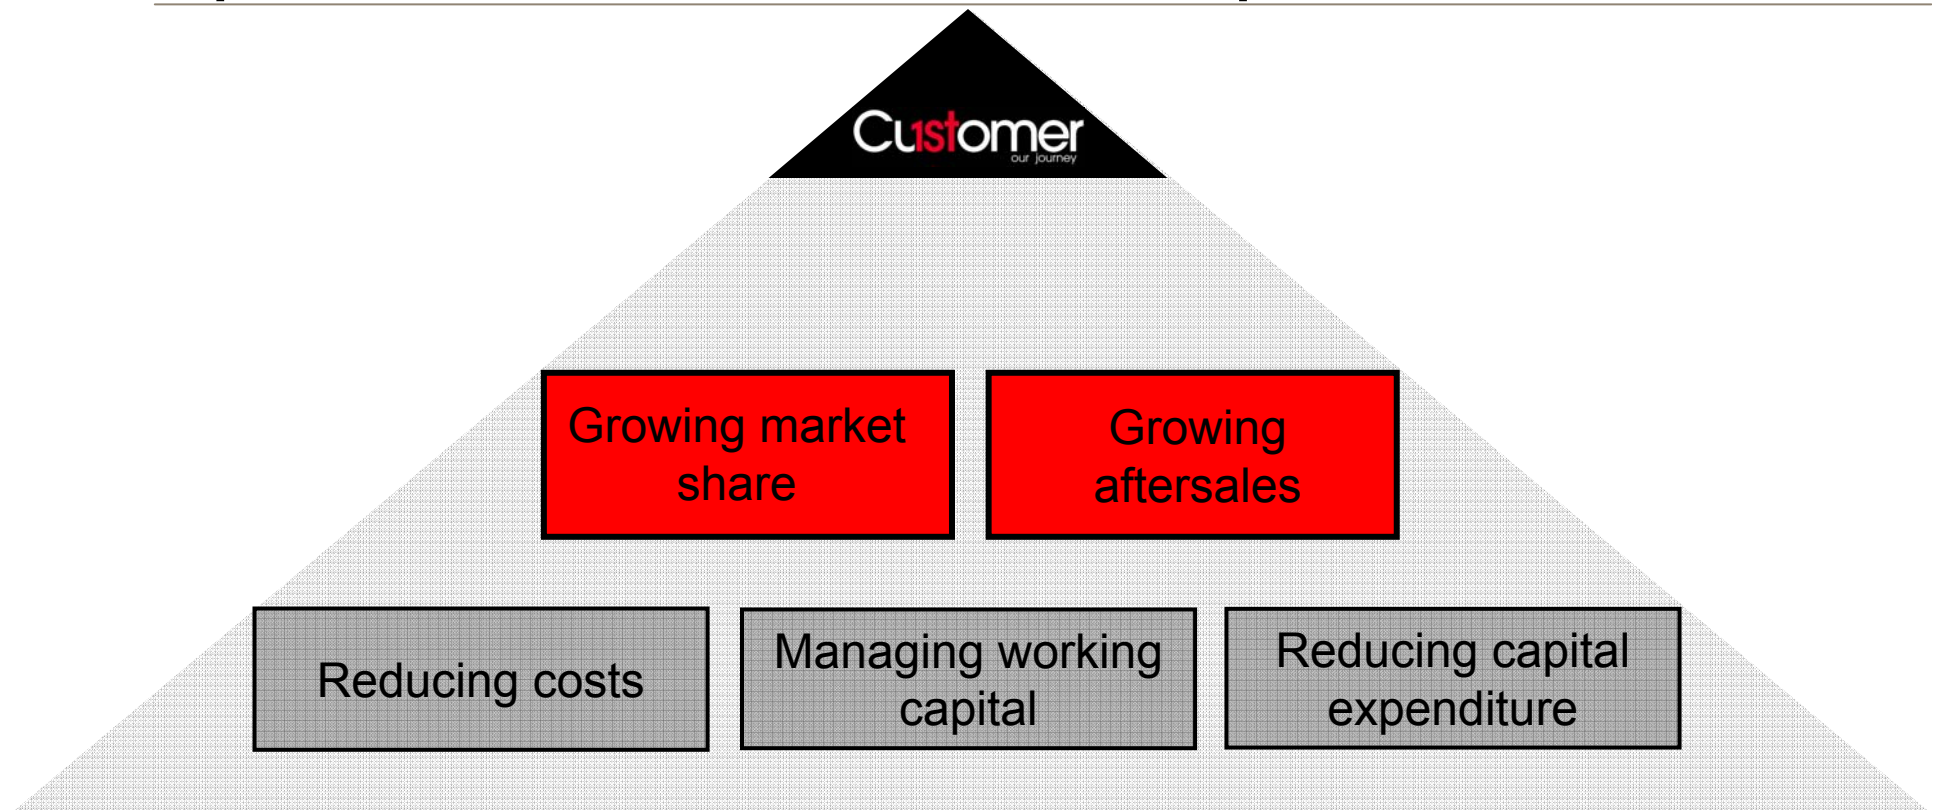 Cu1stomer
our journey
Growing market
share
Growing
aftersales
Reducing costs
Managing working
capital
Reducing capital
expenditure